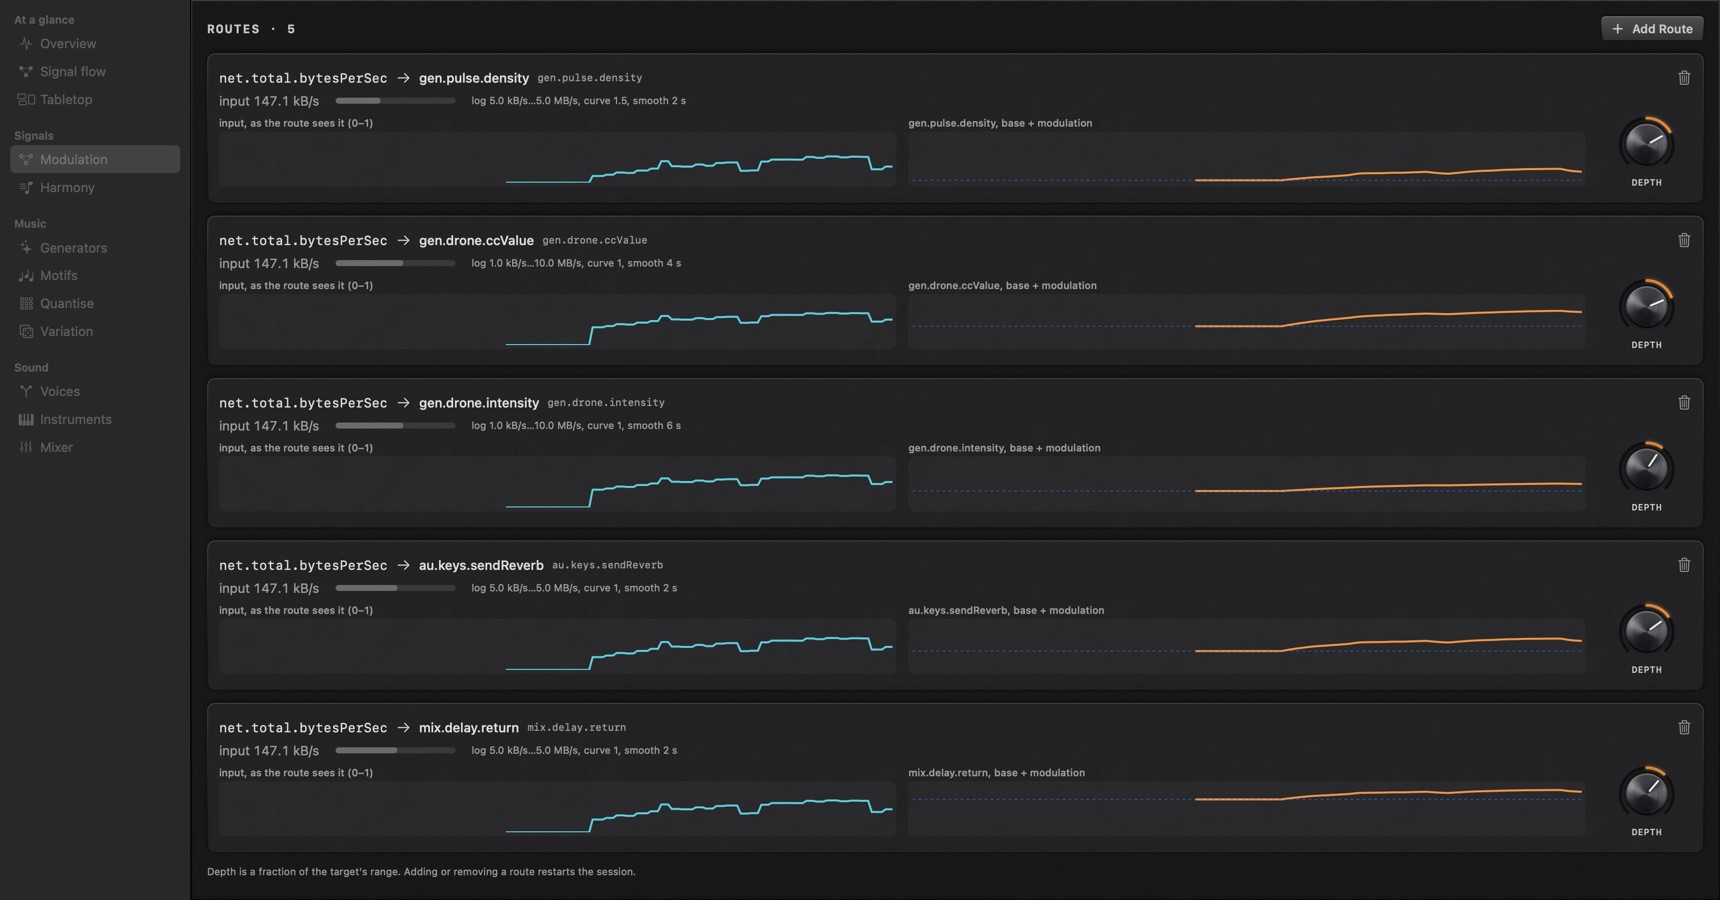 At a glance
Overview
Signal flow
Tabletop
Signals
Modulation
Harmony
Music
Generators
Motifs
Quantise
Variation
Sound
Voices
Instruments
Mixer
ROUTES · 5
+ Add Route
net.total.bytesPerSec → gen.pulse.density gen.pulse.density
input 147.1 kB/s log 5.0 kB/s…5.0 MB/s, curve 1.5, smooth 2 s
input, as the route sees it (0–1)
gen.pulse.density, base + modulation
DEPTH
net.total.bytesPerSec → gen.drone.ccValue gen.drone.ccValue
input 147.1 kB/s log 1.0 kB/s…10.0 MB/s, curve 1, smooth 4 s
input, as the route sees it (0–1)
gen.drone.ccValue, base + modulation
DEPTH
net.total.bytesPerSec → gen.drone.intensity gen.drone.intensity
input 147.1 kB/s log 1.0 kB/s…10.0 MB/s, curve 1, smooth 6 s
input, as the route sees it (0–1)
gen.drone.intensity, base + modulation
DEPTH
net.total.bytesPerSec → au.keys.sendReverb au.keys.sendReverb
input 147.1 kB/s log 5.0 kB/s…5.0 MB/s, curve 1, smooth 2 s
input, as the route sees it (0–1)
au.keys.sendReverb, base + modulation
DEPTH
net.total.bytesPerSec → mix.delay.return mix.delay.return
input 147.1 kB/s log 5.0 kB/s…5.0 MB/s, curve 1, smooth 2 s
input, as the route sees it (0–1)
mix.delay.return, base + modulation
DEPTH
Depth is a fraction of the target's range. Adding or removing a route restarts the session.